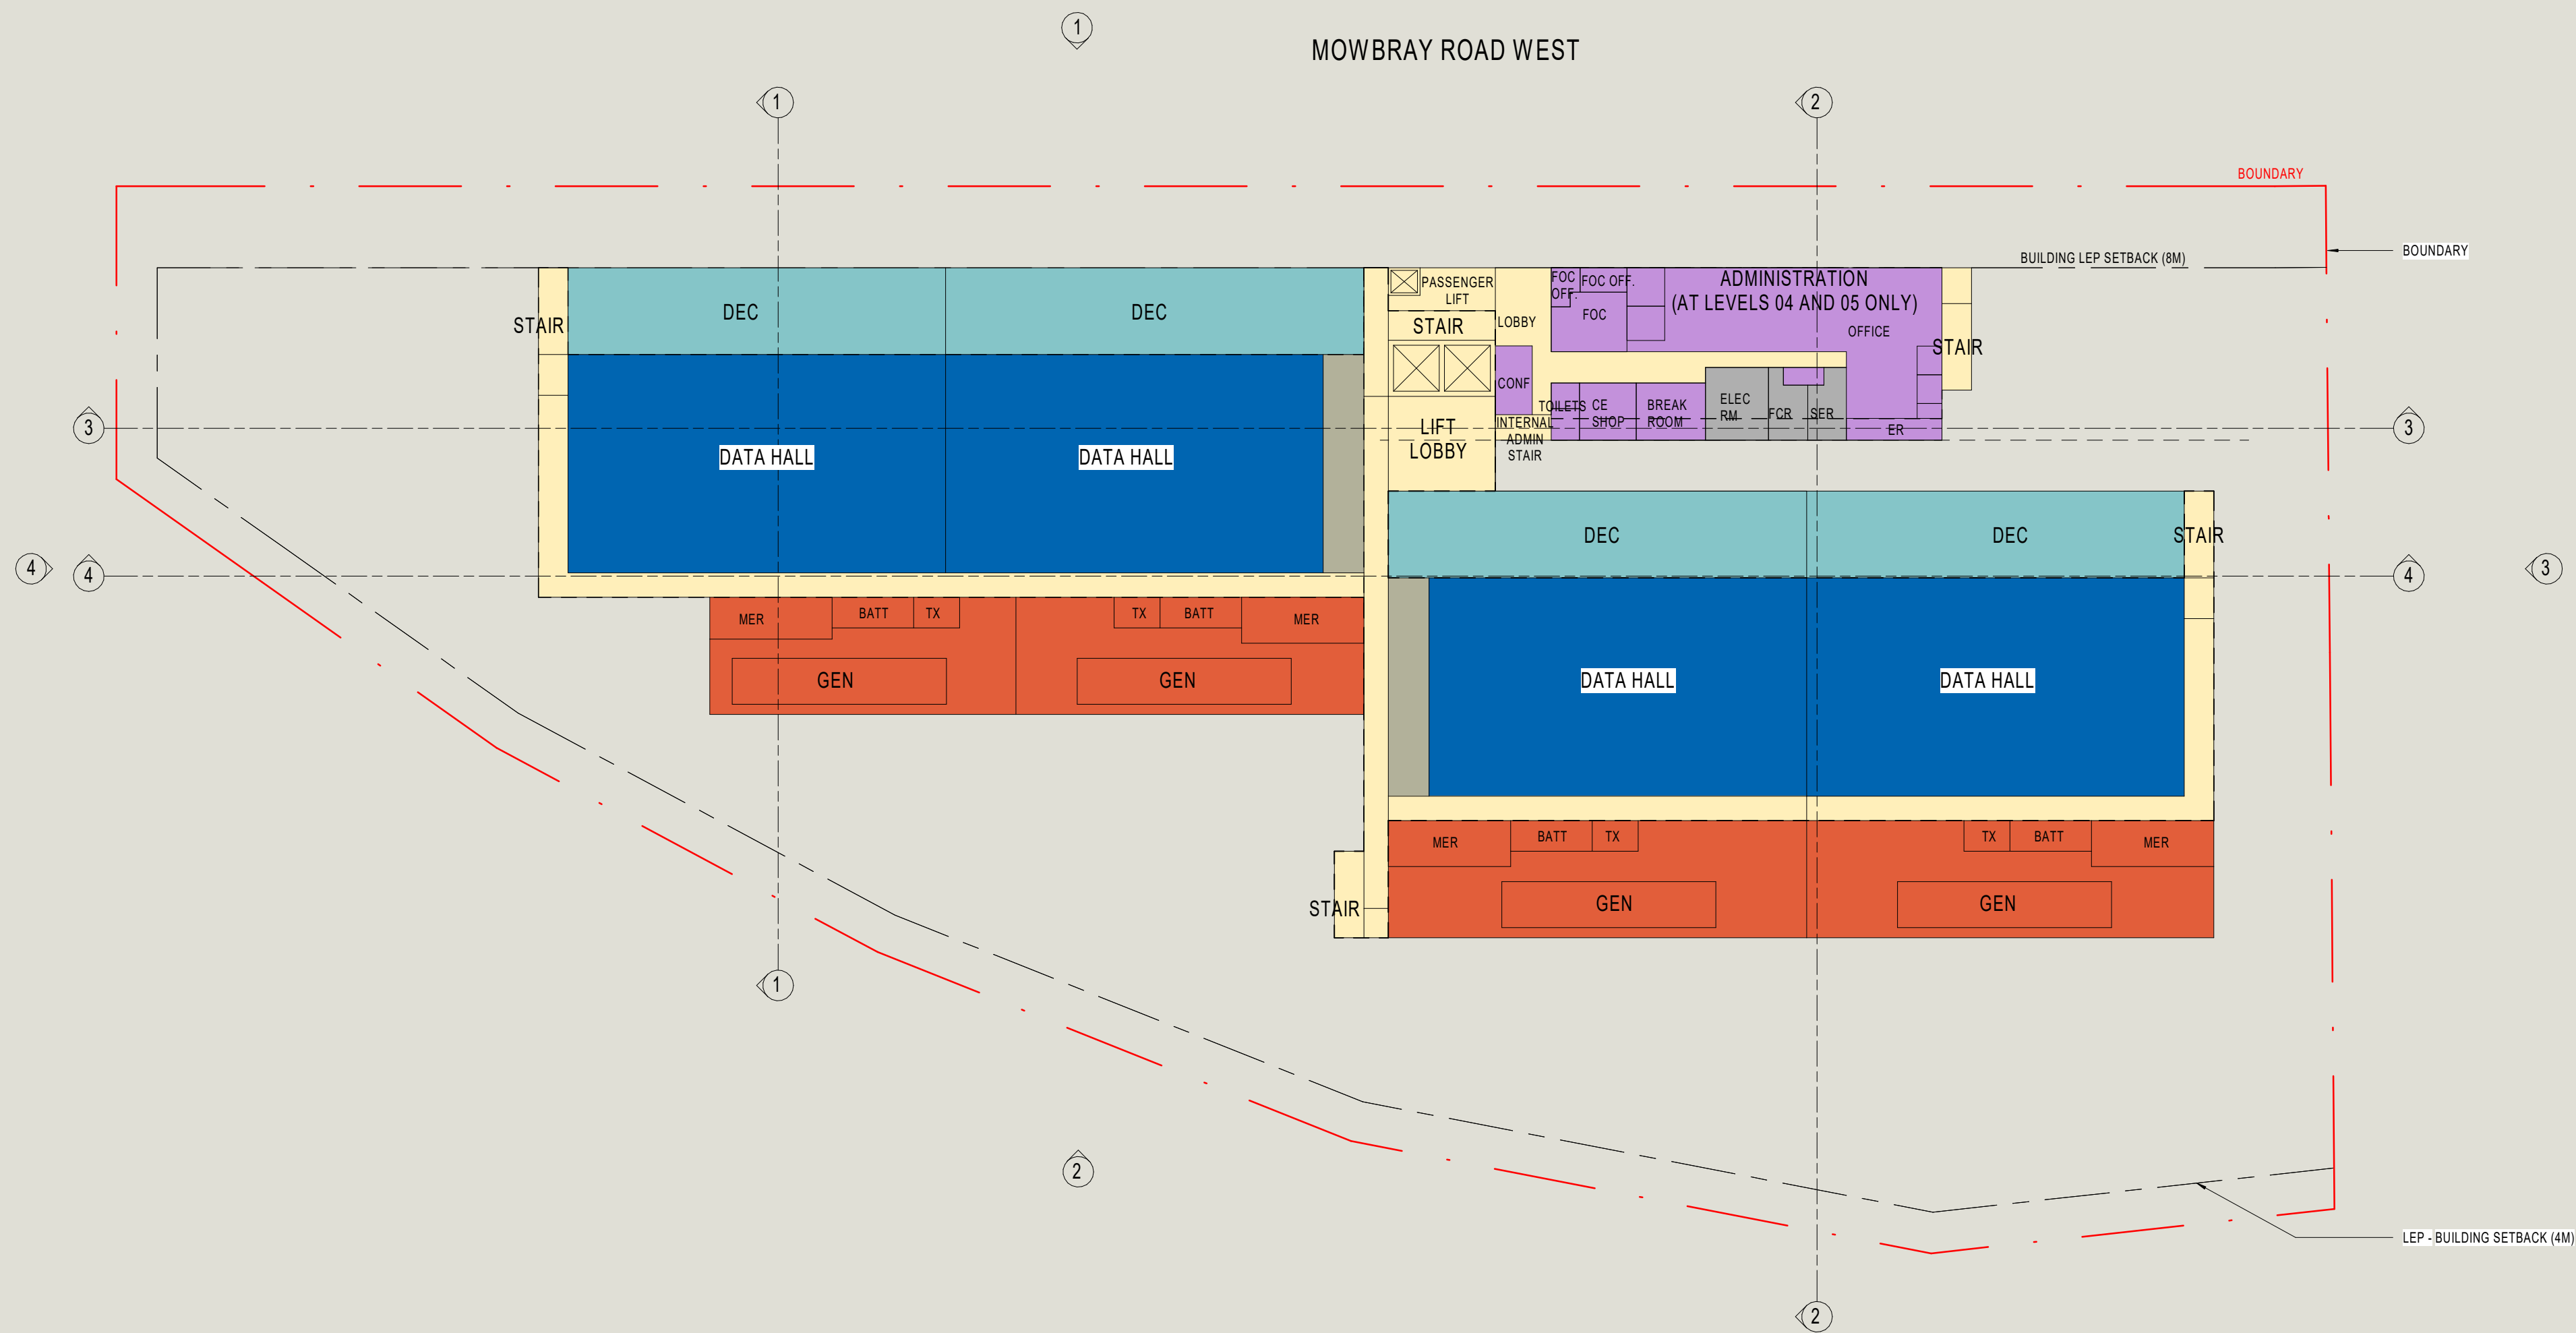 1
MOWBRAY ROAD WEST
1
2
BOUNDARY
BOUNDARY
BUILDING LEP SETBACK (8M)
STAIR
DEC
DEC
PASSENGER
LIFT
STAIR
LOBBY
FOC
OFF.
FOC OFF.
FOC
ADMINISTRATION
(AT LEVELS 04 AND 05 ONLY)
OFFICE
STAIR
CONF
TOILETS
CE
SHOP
BREAK
ROOM
ELEC
RM
FCR
SER
ER
INTERNAL
ADMIN
STAIR
LIFT
LOBBY
3
3
DATA HALL
DATA HALL
DEC
DEC
STAIR
4
4
4
3
MER
BATT
TX
TX
BATT
MER
GEN
GEN
DATA HALL
DATA HALL
MER
BATT
TX
TX
BATT
MER
STAIR
GEN
GEN
1
2
LEP - BUILDING SETBACK (4M)
2